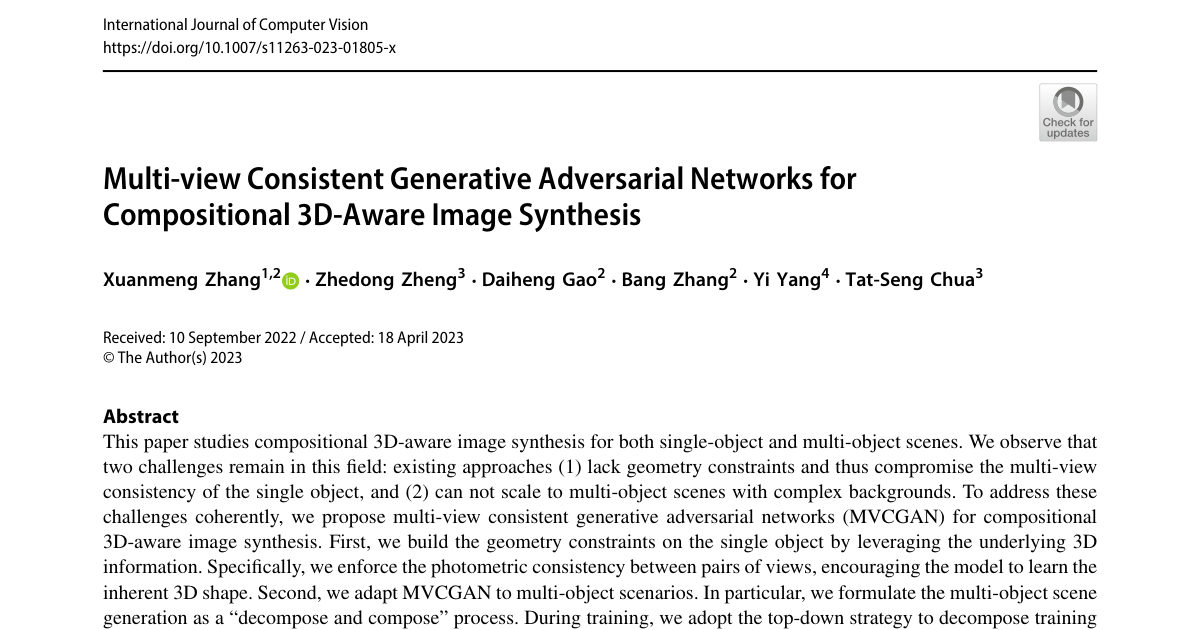 International Journal of Computer Vision
https://doi.org/10.1007/s11263-023-01805-x
Check for
updates
Multi-view Consistent Generative Adversarial Networks for
Compositional 3D-Aware Image Synthesis
Xuanmeng Zhang1,2 iD · Zhedong Zheng3 · Daiheng Gao2 · Bang Zhang2 · Yi Yang4 · Tat-Seng Chua3
Received: 10 September 2022 / Accepted: 18 April 2023
© The Author(s) 2023
Abstract
This paper studies compositional 3D-aware image synthesis for both single-object and multi-object scenes. We observe that
two challenges remain in this field: existing approaches (1) lack geometry constraints and thus compromise the multi-view
consistency of the single object, and (2) can not scale to multi-object scenes with complex backgrounds. To address these
challenges coherently, we propose multi-view consistent generative adversarial networks (MVCGAN) for compositional
3D-aware image synthesis. First, we build the geometry constraints on the single object by leveraging the underlying 3D
information. Specifically, we enforce the photometric consistency between pairs of views, encouraging the model to learn the
inherent 3D shape. Second, we adapt MVCGAN to multi-object scenarios. In particular, we formulate the multi-object scene
generation as a “decompose and compose” process. During training, we adopt the top-down strategy to decompose training